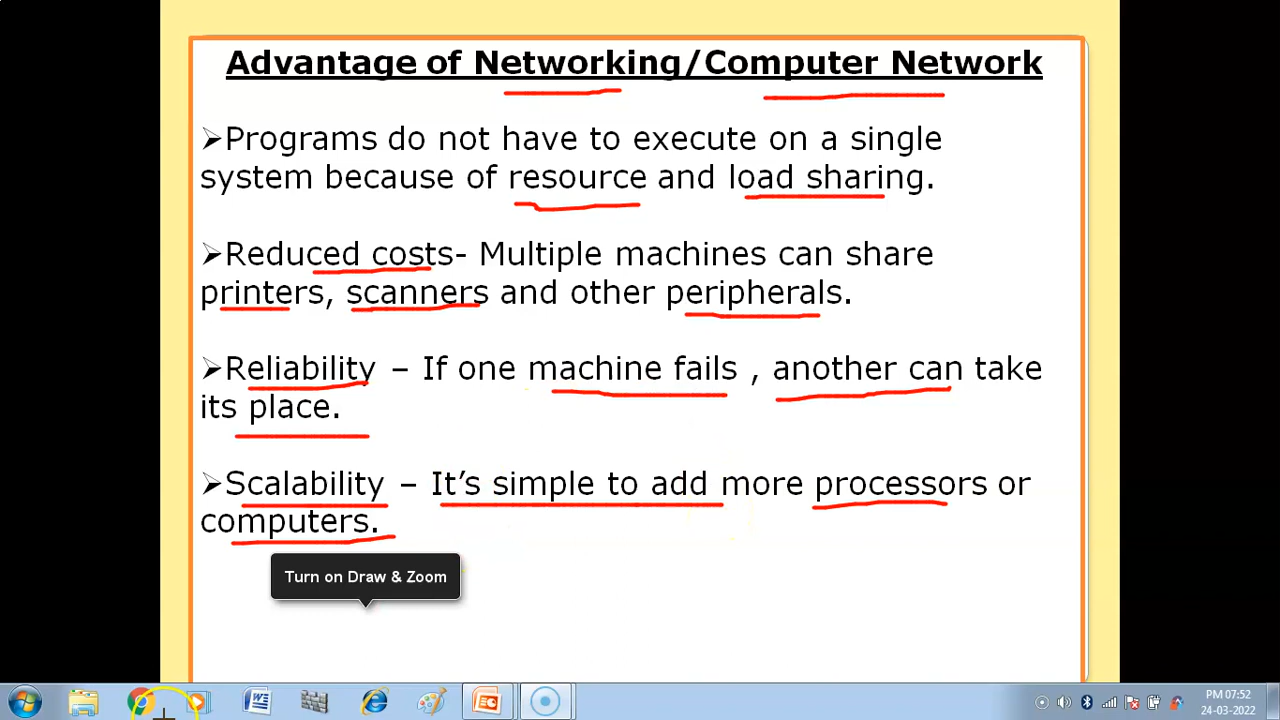 Advantage of Networking/Computer Network
➢Programs do not have to execute on a single
system because of resource and load sharing.
➢Reduced costs- Multiple machines can share
printers, scanners and other peripherals.
➢Reliability – If one machine fails , another can take
its place.
➢Scalability – It’s simple to add more processors or
computers.
Turn on Draw & Zoom
PM 07:52
24-03-2022